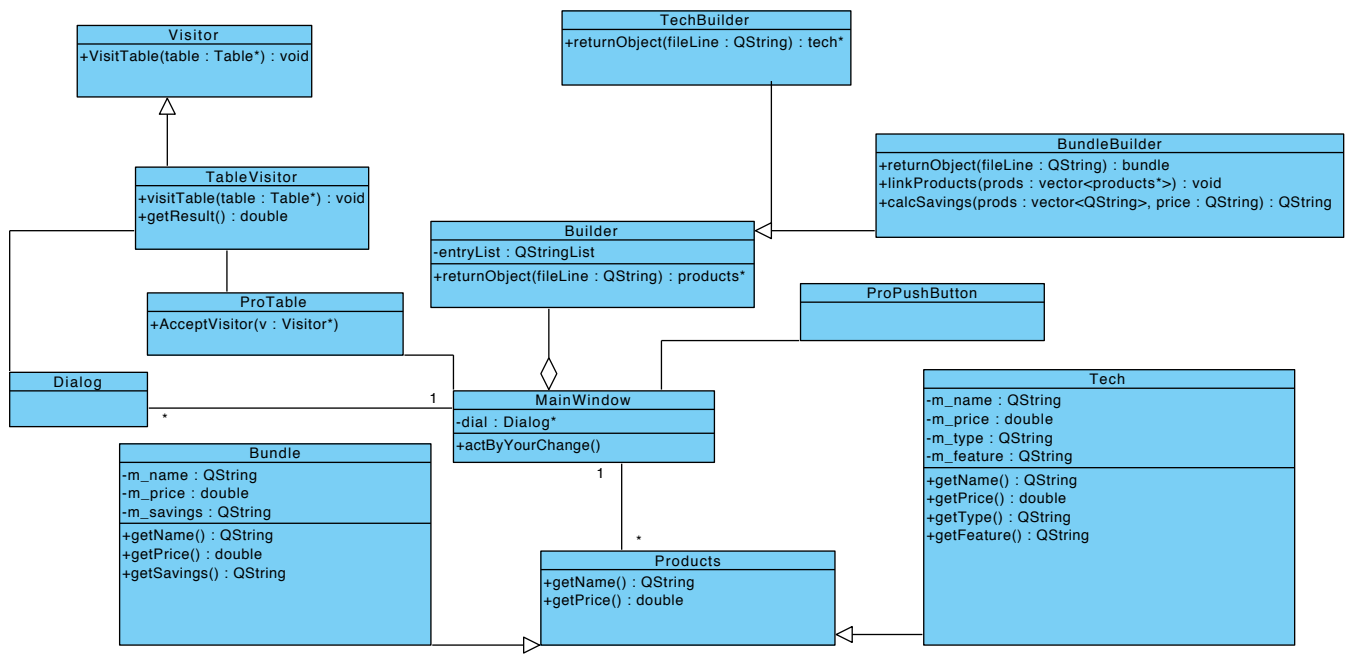 Visitor
+VisitTable(table : Table*) : void
TechBuilder
+returnObject(fileLine : QString) : tech*
BundleBuilder
+returnObject(fileLine : QString) : bundle
+linkProducts(prods : vector<products*>) : void
+calcSavings(prods : vector<QString>, price : QString) : QString
TableVisitor
+visitTable(table : Table*) : void
+getResult() : double
Builder
-entryList : QStringList
+returnObject(fileLine : QString) : products*
ProTable
+AcceptVisitor(v : Visitor*)
ProPushButton
Dialog
*
1
MainWindow
-dial : Dialog*
+actByYourChange()
1
*
Tech
-m_name : QString
-m_price : double
-m_type : QString
-m_feature : QString
+getName() : QString
+getPrice() : double
+getType() : QString
+getFeature() : QString
Bundle
-m_name : QString
-m_price : double
-m_savings : QString
+getName() : QString
+getPrice() : double
+getSavings() : QString
Products
+getName() : QString
+getPrice() : double